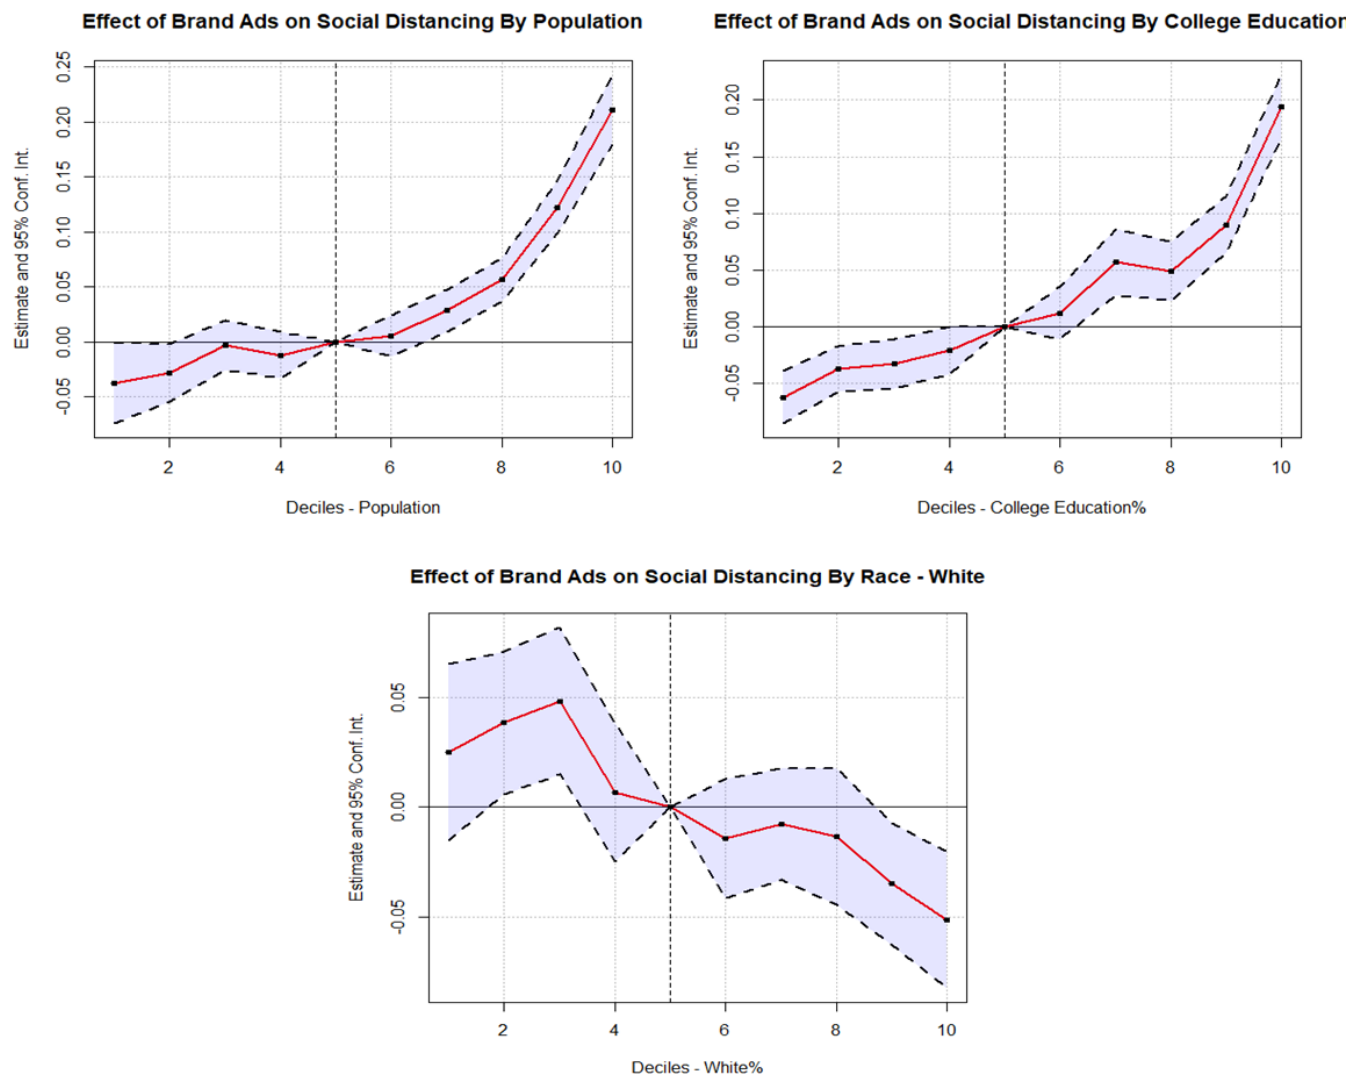 Effect of Brand Ads on Social Distancing By Population
Estimate and 95% Conf. Int.
0.25
0.20
0.15
0.10
0.05
0.00
-0.05
2 4 6 8 10
Deciles - Population
Effect of Brand Ads on Social Distancing By College Education
Estimate and 95% Conf. Int.
0.20
0.15
0.10
0.05
0.00
-0.05
2 4 6 8 10
Deciles - College Education%
Effect of Brand Ads on Social Distancing By Race - White
Estimate and 95% Conf. Int.
0.05
0.00
-0.05
2 4 6 8 10
Deciles - White%